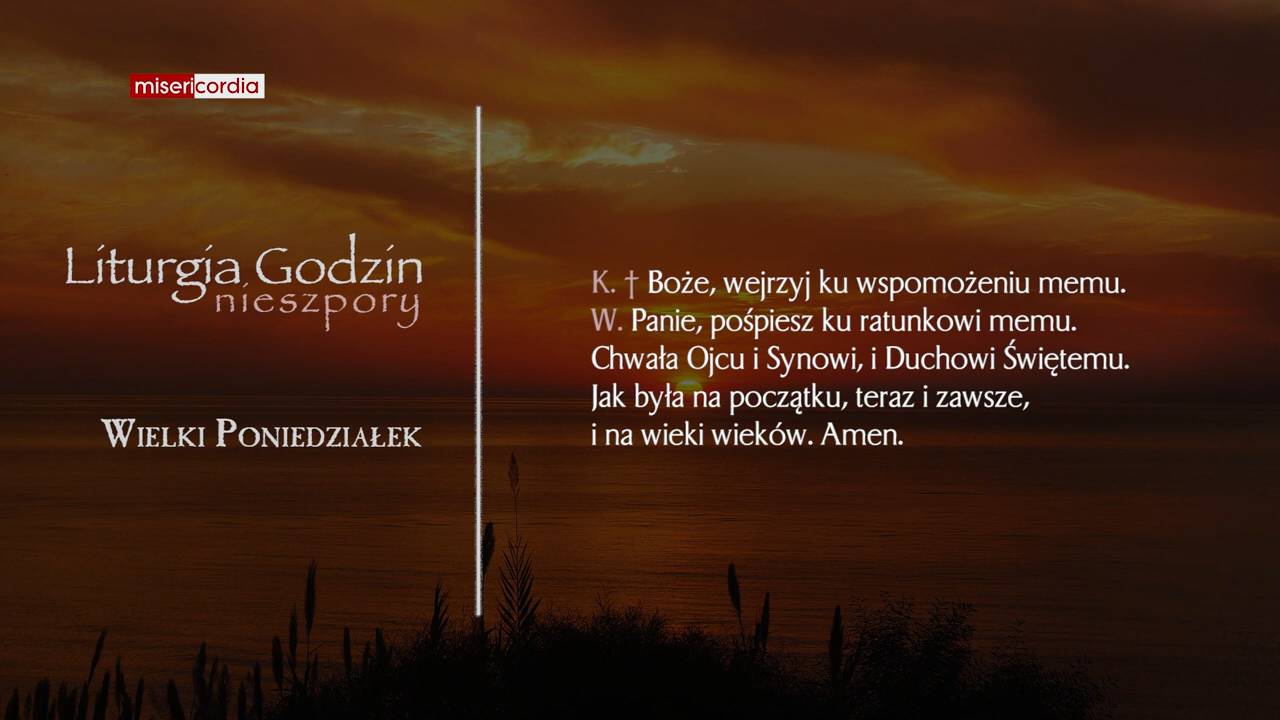 misericordia
Liturgia Godzin
nieszpory
Wielki Poniedziałek
K. † Boże, wejrzyj ku wspomożeniu memu.
W. Panie, pośpiesz ku ratunkowi memu.
Chwała Ojcu i Synowi, i Duchowi Świętemu.
Jak była na początku, teraz i zawsze,
i na wieki wieków. Amen.